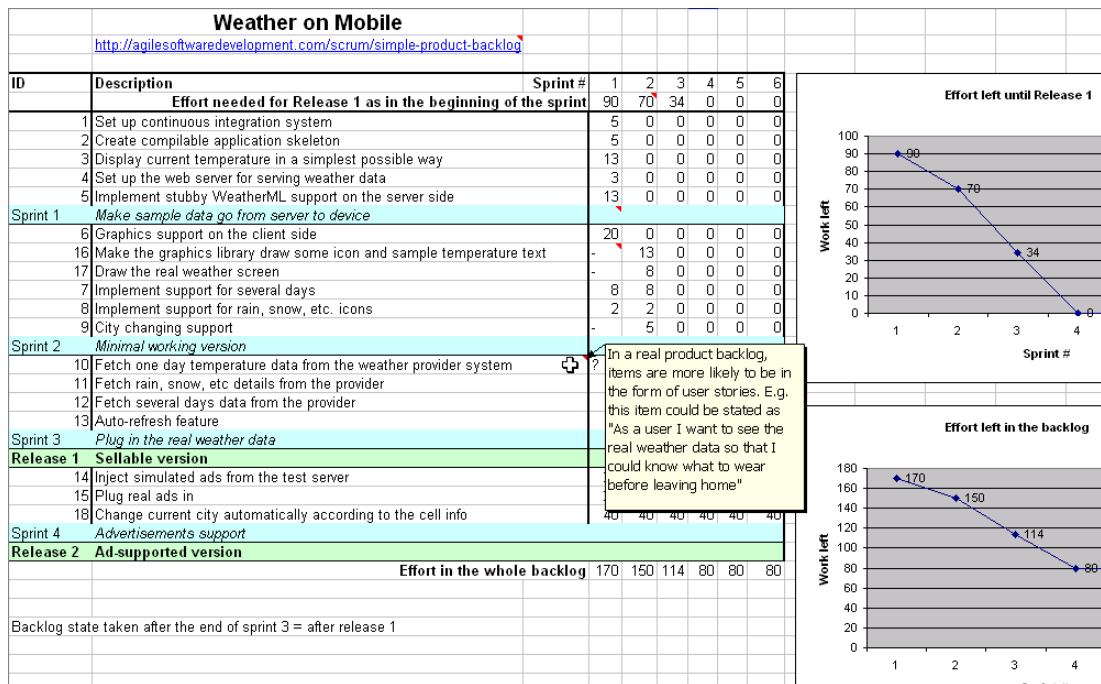 Weather on Mobile
http://agilesoftwaredevelopment.com/scrum/simple-product-backlog
ID Description Sprint # 1 2 3 4 5 6
Effort needed for Release 1 as in the beginning of the sprint 90 70 34 0 0 0
1 Set up continuous integration system 5 0 0 0 0 0
2 Create compilable application skeleton 5 0 0 0 0 0
3 Display current temperature in a simplest possible way 13 0 0 0 0 0
4 Set up the web server for serving weather data 3 0 0 0 0 0
5 Implement stubby WeatherML support on the server side 13 0 0 0 0 0
Sprint 1 Make sample data go from server to device
6 Graphics support on the client side 20 0 0 0 0 0
16 Make the graphics library draw some icon and sample temperature text - 13 0 0 0 0
17 Draw the real weather screen - 8 0 0 0 0
7 Implement support for several days 8 8 0 0 0 0
8 Implement support for rain, snow, etc. icons 2 2 0 0 0 0
9 City changing support - 5 0 0 0 0
Sprint 2 Minimal working version
10 Fetch one day temperature data from the weather provider system ?
11 Fetch rain, snow, etc details from the provider
12 Fetch several days data from the provider
13 Auto-refresh feature
Sprint 3 Plug in the real weather data
Release 1 Sellable version
14 Inject simulated ads from the test server
15 Plug real ads in
18 Change current city automatically according to the cell info 40 40 40 40 40 40
Sprint 4 Advertisements support
Release 2 Ad-supported version
Effort in the whole backlog 170 150 114 80 80 80
Backlog state taken after the end of sprint 3 = after release 1
In a real product backlog,
items are more likely to be in
the form of user stories. E.g.
this item could be stated as
"As a user I want to see the
real weather data so that I
could know what to wear
before leaving home"
Effort left until Release 1
Work left
100
90
80
70
60
50
40
30
20
10
0
90
70
34
0
1 2 3 4
Sprint #
Effort left in the backlog
Work left
180
160
140
120
100
80
60
40
20
0
170
150
114
80
1 2 3 4